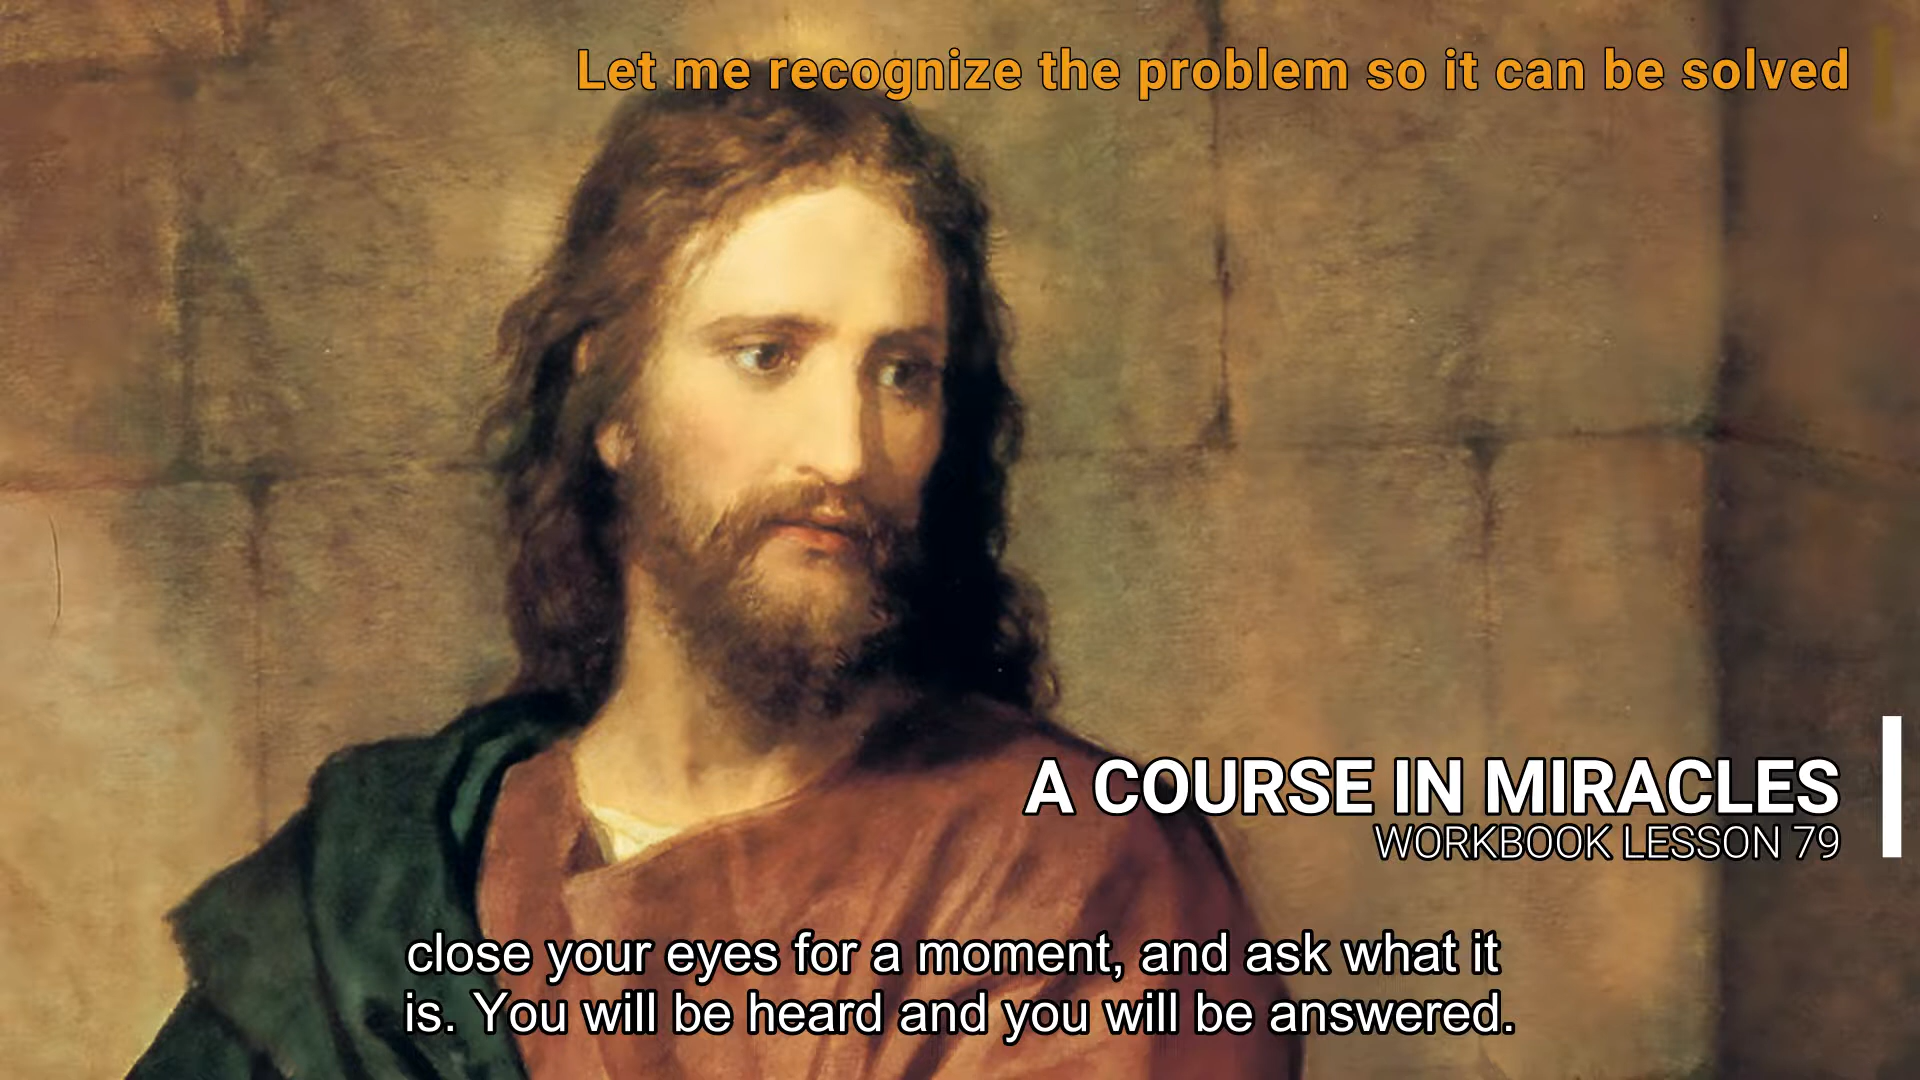 Let me recognize the problem so it can be solved
A COURSE IN MIRACLES
WORKBOOK LESSON 79
close your eyes for a moment, and ask what it
is. You will be heard and you will be answered.